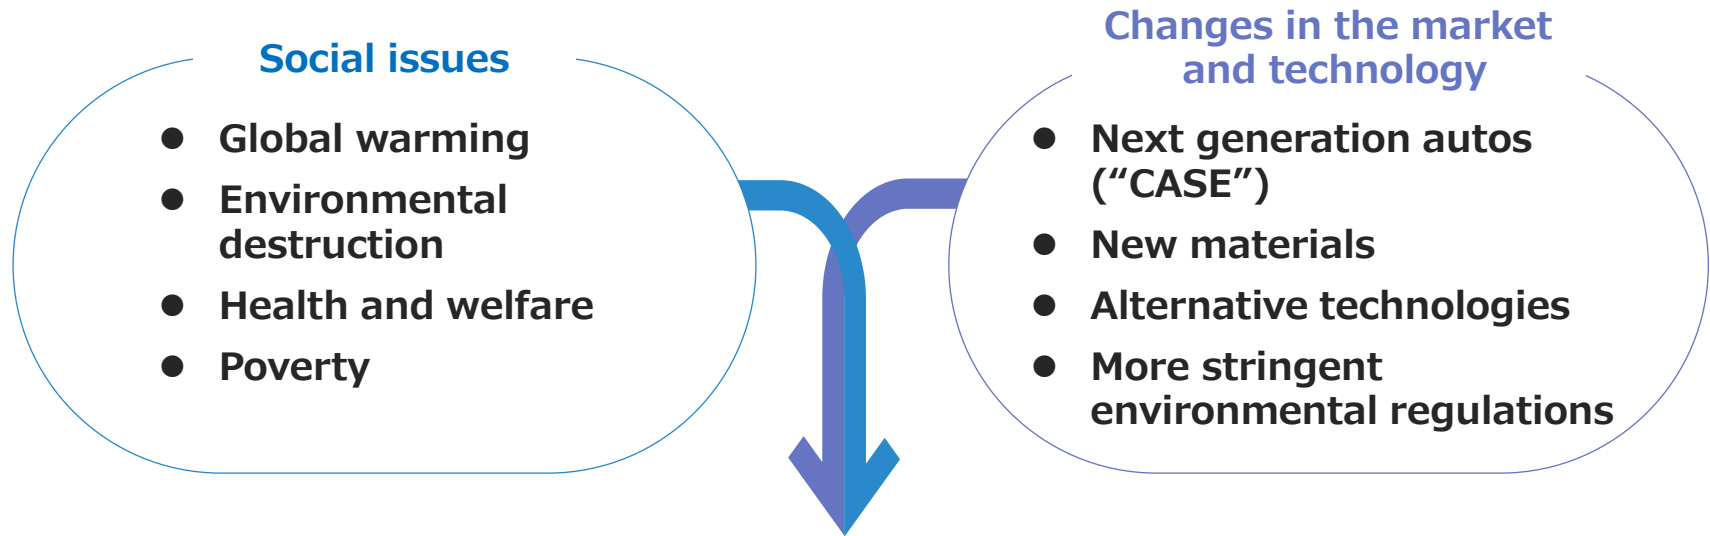 Social issues
● Global warming
● Environmental
destruction
● Health and welfare
● Poverty
Changes in the market
and technology
● Next generation autos
(“CASE”)
● New materials
● Alternative technologies
● More stringent
environmental regulations